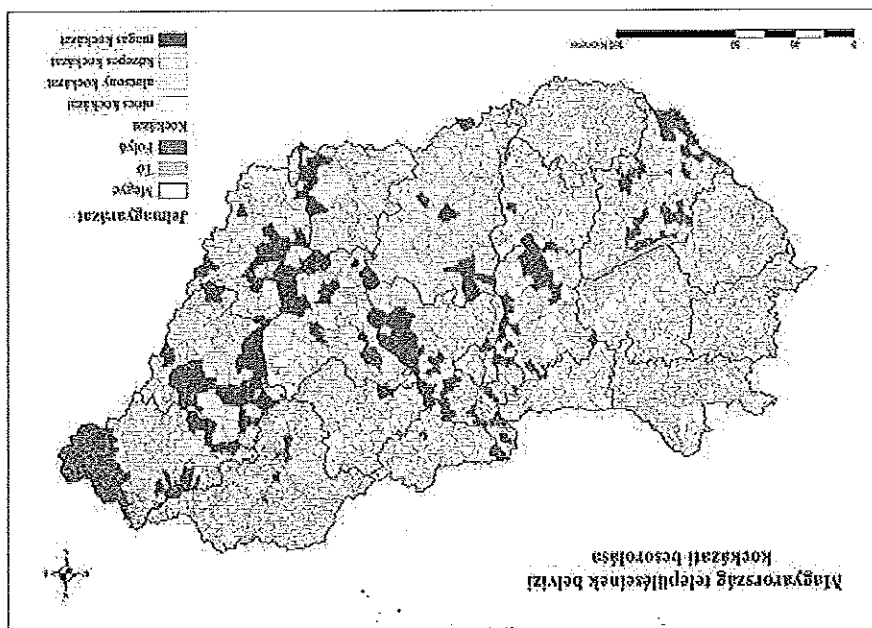 Magyarország településeinek belvízi
kockázati besorolása
Jelmagyarázat
Megye
Tó
Folyó
Kockázat
nincs kockázat
alacsony kockázat
közepes kockázat
magas kockázat